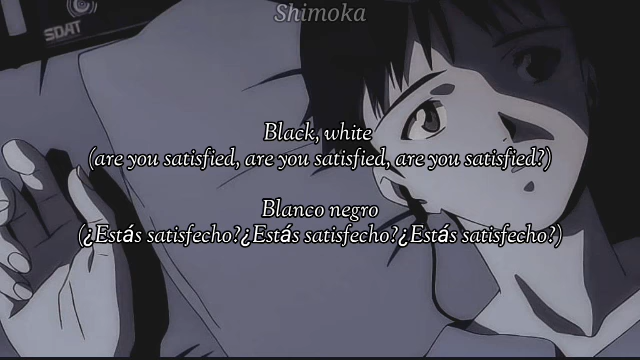 Shimoka
SDAT
Black, white
(are you satisfied, are you satisfied, are you satisfied?)
Blanco negro
(¿Estás satisfecho?¿Estás satisfecho?¿Estás satisfecho?)